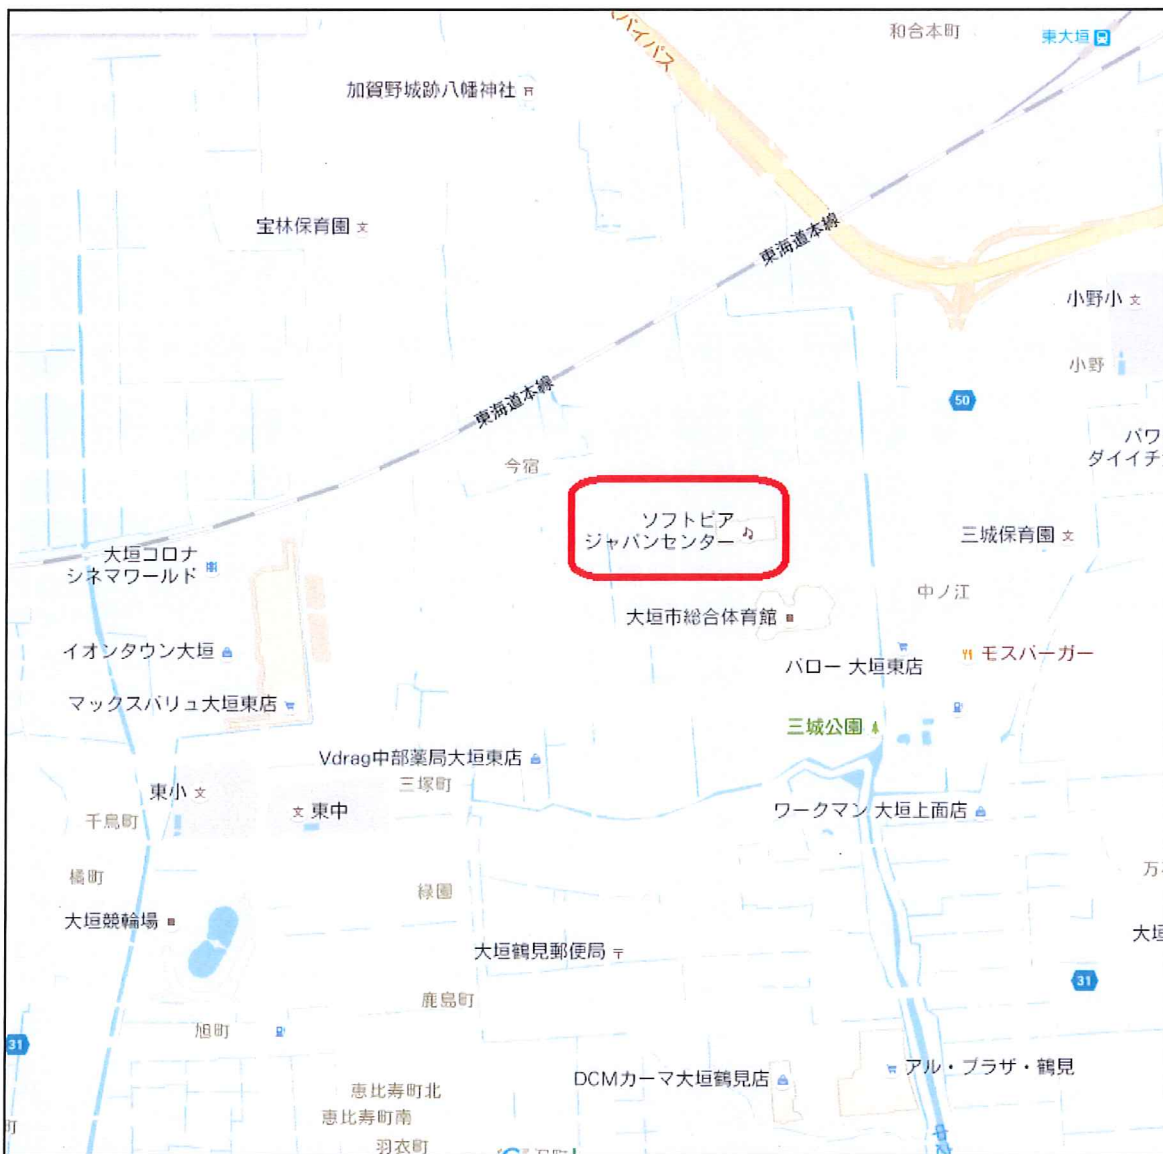 和合本町
東大垣
バイパス
加賀野城跡八幡神社
宝林保育園 文
東海道本線
小野小 文
小野
東海道本線
50
パワ
ダイイチ
今宿
ソフトピア
ジャパンセンター
三城保育園 文
大垣コロナ
シネマワールド
中ノ江
大垣市総合体育館
イオンタウン大垣
バロー 大垣東店
モスバーガー
マックスバリュ大垣東店
三城公園
Vdrag中部薬局大垣東店
三塚町
東小 文
文 東中
千鳥町
ワークマン 大垣上面店
橘町
緑園
大垣競輪場
大垣鶴見郵便局 〒
大垣
鹿島町
31
旭町
31
アル・プラザ・鶴見
DCMカーマ大垣鶴見店
恵比寿町北
恵比寿町南
町
羽衣町